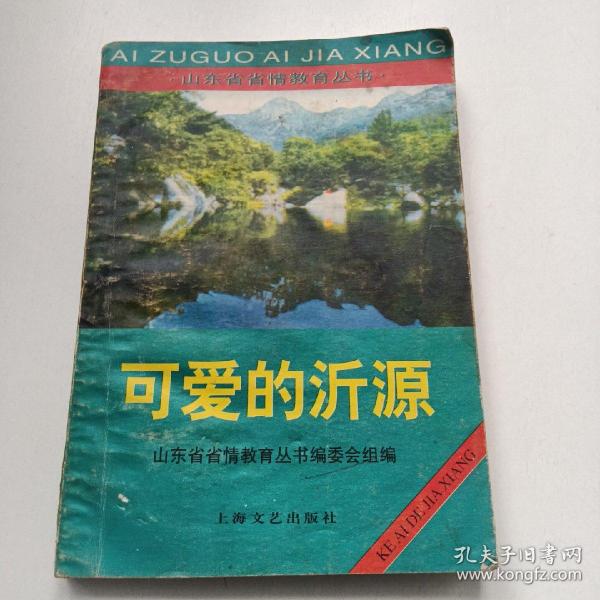 AI ZUGUO AI JIA XIANG
·山东省省情教育丛书·
可爱的沂源
山东省省情教育丛书编委会组编
KE AI DE JIA XIANG
上海文艺出版社
孔夫子旧书网
www.kongfz.com